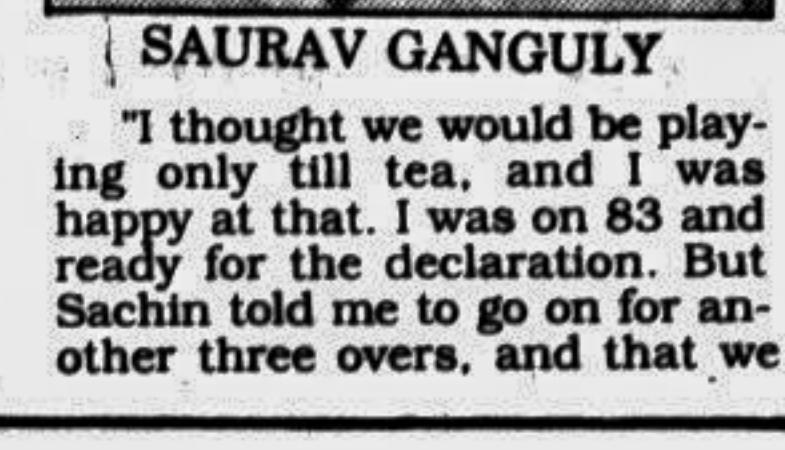 SAURAV GANGULY
"I thought we would be play-
ing only till tea, and I was
happy at that. I was on 83 and
ready for the declaration. But
Sachin told me to go on for an-
other three overs, and that we